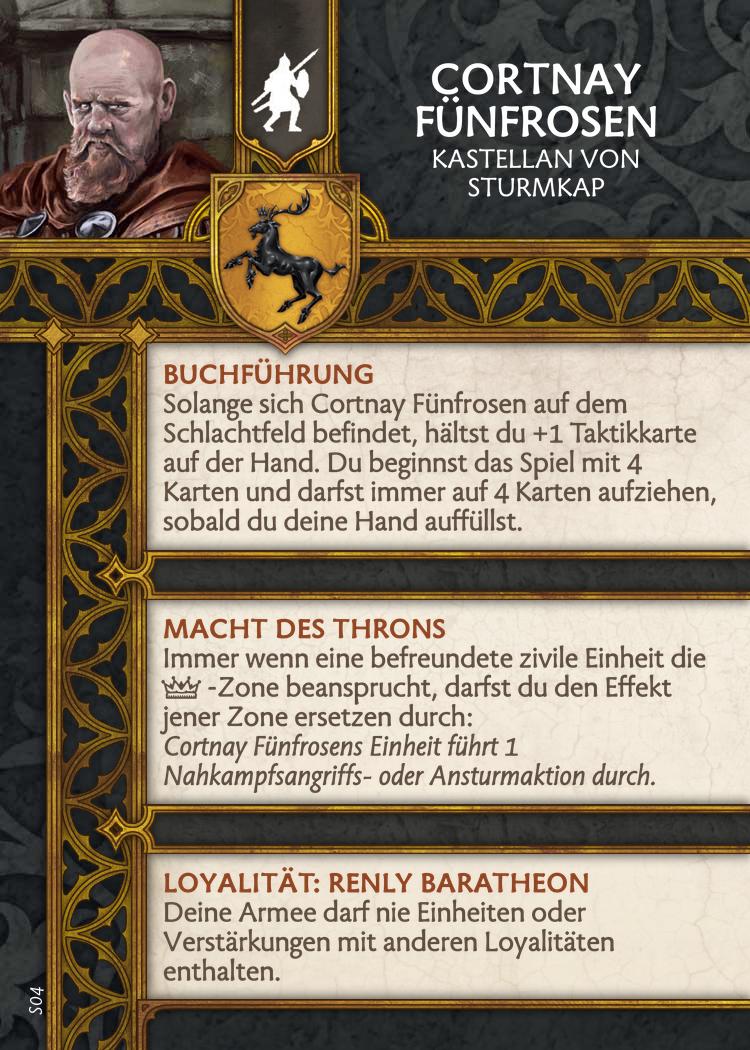 CORTNAY
FÜNFROSEN
KASTELLAN VON
STURMKAP
BUCHFÜHRUNG
Solange sich Cortnay Fünfrosen auf dem
Schlachtfeld befindet, hältst du +1 Taktikkarte
auf der Hand. Du beginnst das Spiel mit 4
Karten und darfst immer auf 4 Karten aufziehen,
sobald du deine Hand auffüllst.
MACHT DES THRONS
Immer wenn eine befreundete zivile Einheit die
-Zone beansprucht, darfst du den Effekt
jener Zone ersetzen durch:
Cortnay Fünfrosens Einheit führt 1
Nahkampfsangriffs- oder Ansturmaktion durch.
LOYALITÄT: RENLY BARATHEON
Deine Armee darf nie Einheiten oder
Verstärkungen mit anderen Loyalitäten
enthalten.
S04